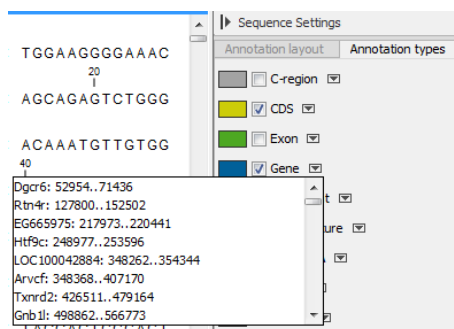 Sequence Settings
Annotation layout Annotation types
TGGAAGGGGAAAC
20
AGCAGAGTCTGGG
ACAAATGTTGTGG
40
C-region
CDS
Exon
Gene
Dgcr6: 52954..71436
Rtn4r: 127800..152502
EG665975: 217973..220441
Htf9c: 248977..253596
LOC100042884: 348262..354344
Arvcf: 348368..407170
Txnrd2: 426511..479164
Gnb1l: 498862..566773
t
ure